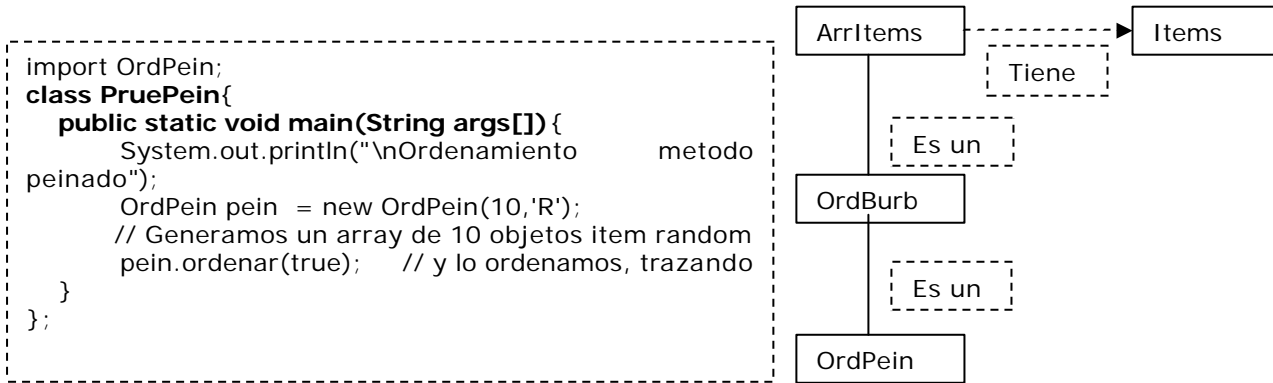 import OrdPein;
class PruePein{
public static void main(String args[]){
System.out.println("\nOrdenamiento metodo
peinado");
OrdPein pein = new OrdPein(10,'R');
// Generamos un array de 10 objetos item random
pein.ordenar(true); // y lo ordenamos, trazando
}
};
ArrItems
Items
Tiene
Es un
OrdBurb
Es un
OrdPein